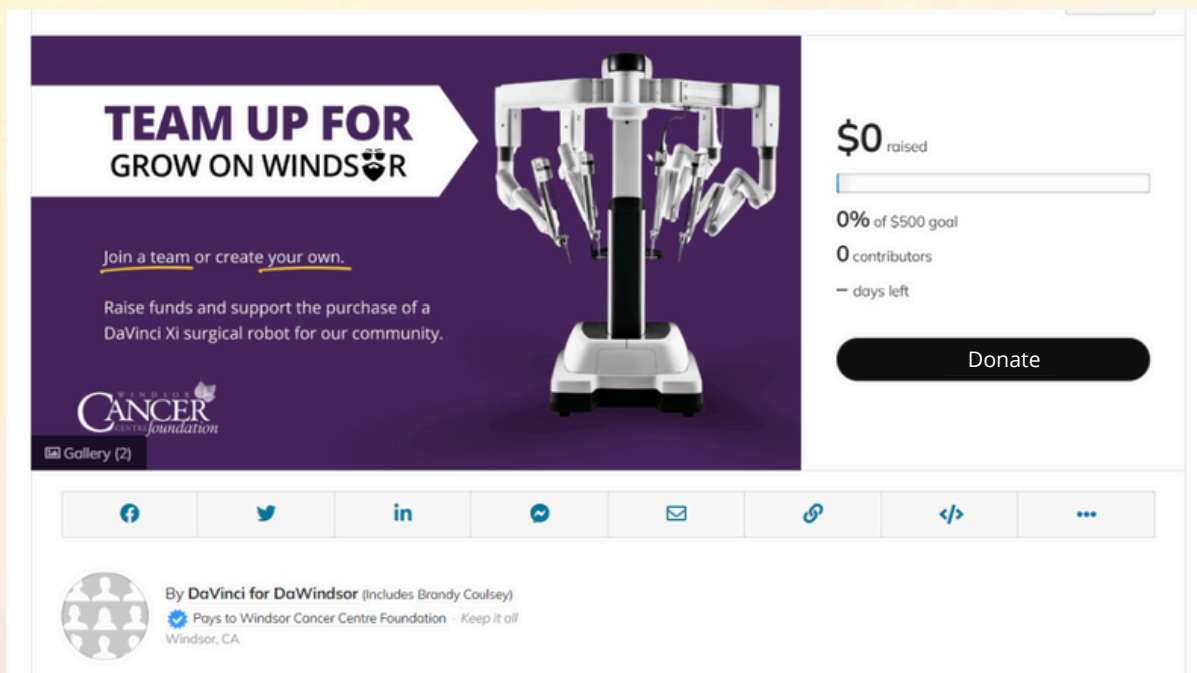 TEAM UP FOR
GROW ON WINDSOR
Join a team or create your own.
Raise funds and support the purchase of a
DaVinci Xi surgical robot for our community.
WINDSOR
CANCER
CENTRE foundation
Gallery (2)
$0 raised
0% of $500 goal
0 contributors
– days left
Donate
By DaVinci for DaWindsor (Includes Brandy Coulsey)
Pays to Windsor Cancer Centre Foundation · Keep it all
Windsor, CA